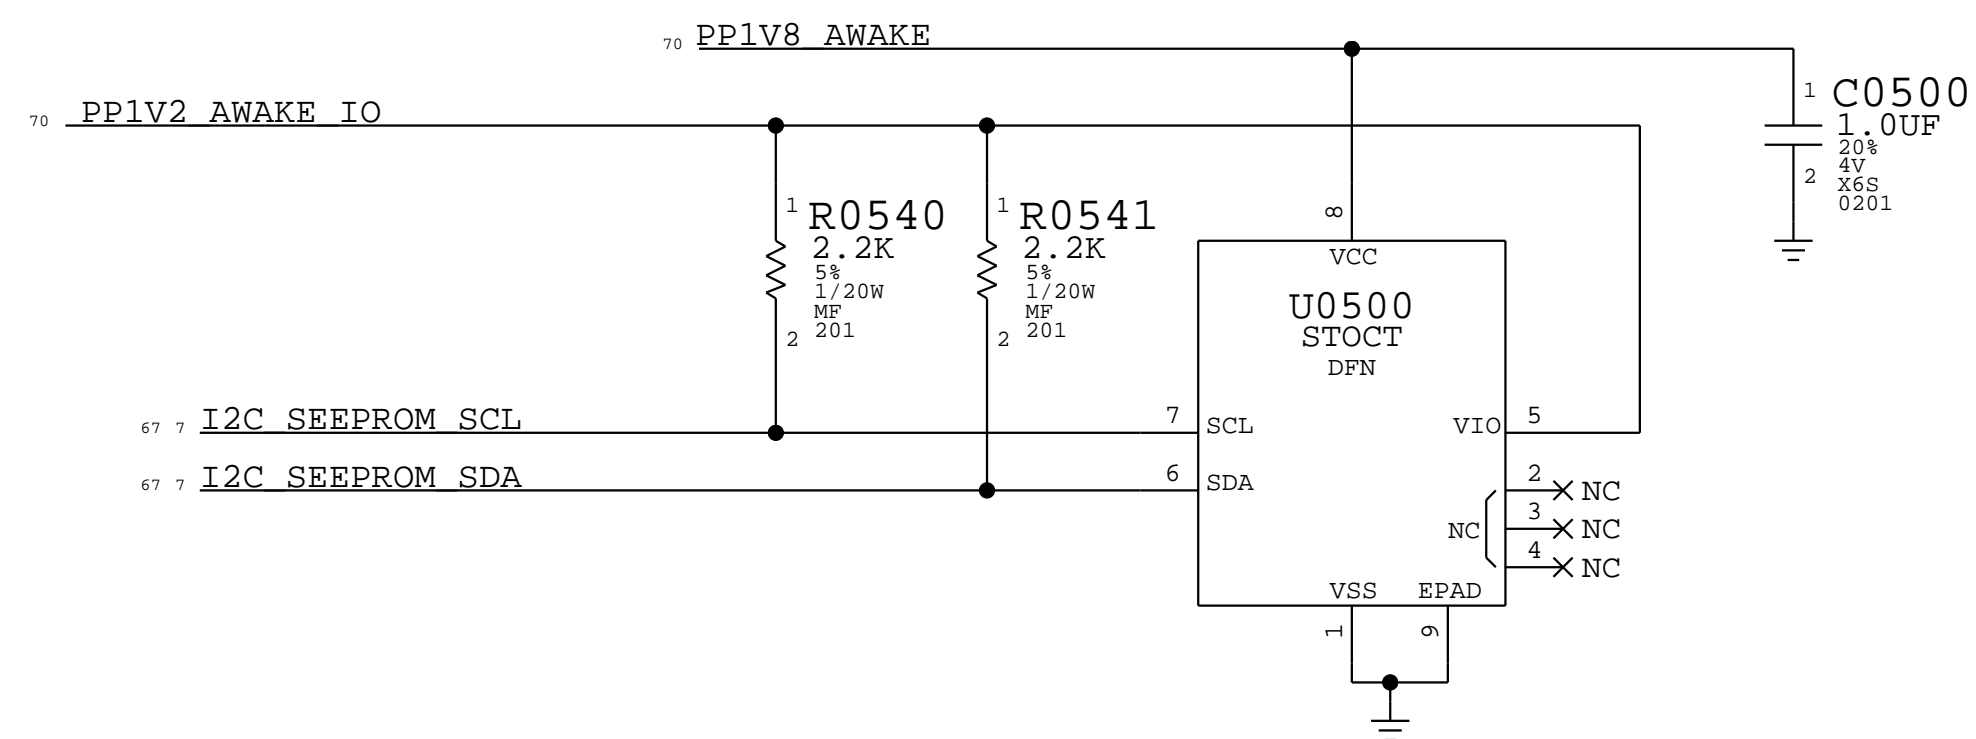 70 PP1V8_AWAKE
70 PP1V2_AWAKE_IO
1 C0500
1.0UF
20%
4V
2 X6S
0201
1 R0540
2.2K
5%
1/20W
MF
2 201
1 R0541
2.2K
5%
1/20W
MF
2 201
8
VCC
U0500
STOCT
DFN
67 7 I2C_SEEPROM_SCL
7 SCL
VIO 5
67 7 I2C_SEEPROM_SDA
6 SDA
2 NC
NC 3 NC
4 NC
VSS EPAD
1 9